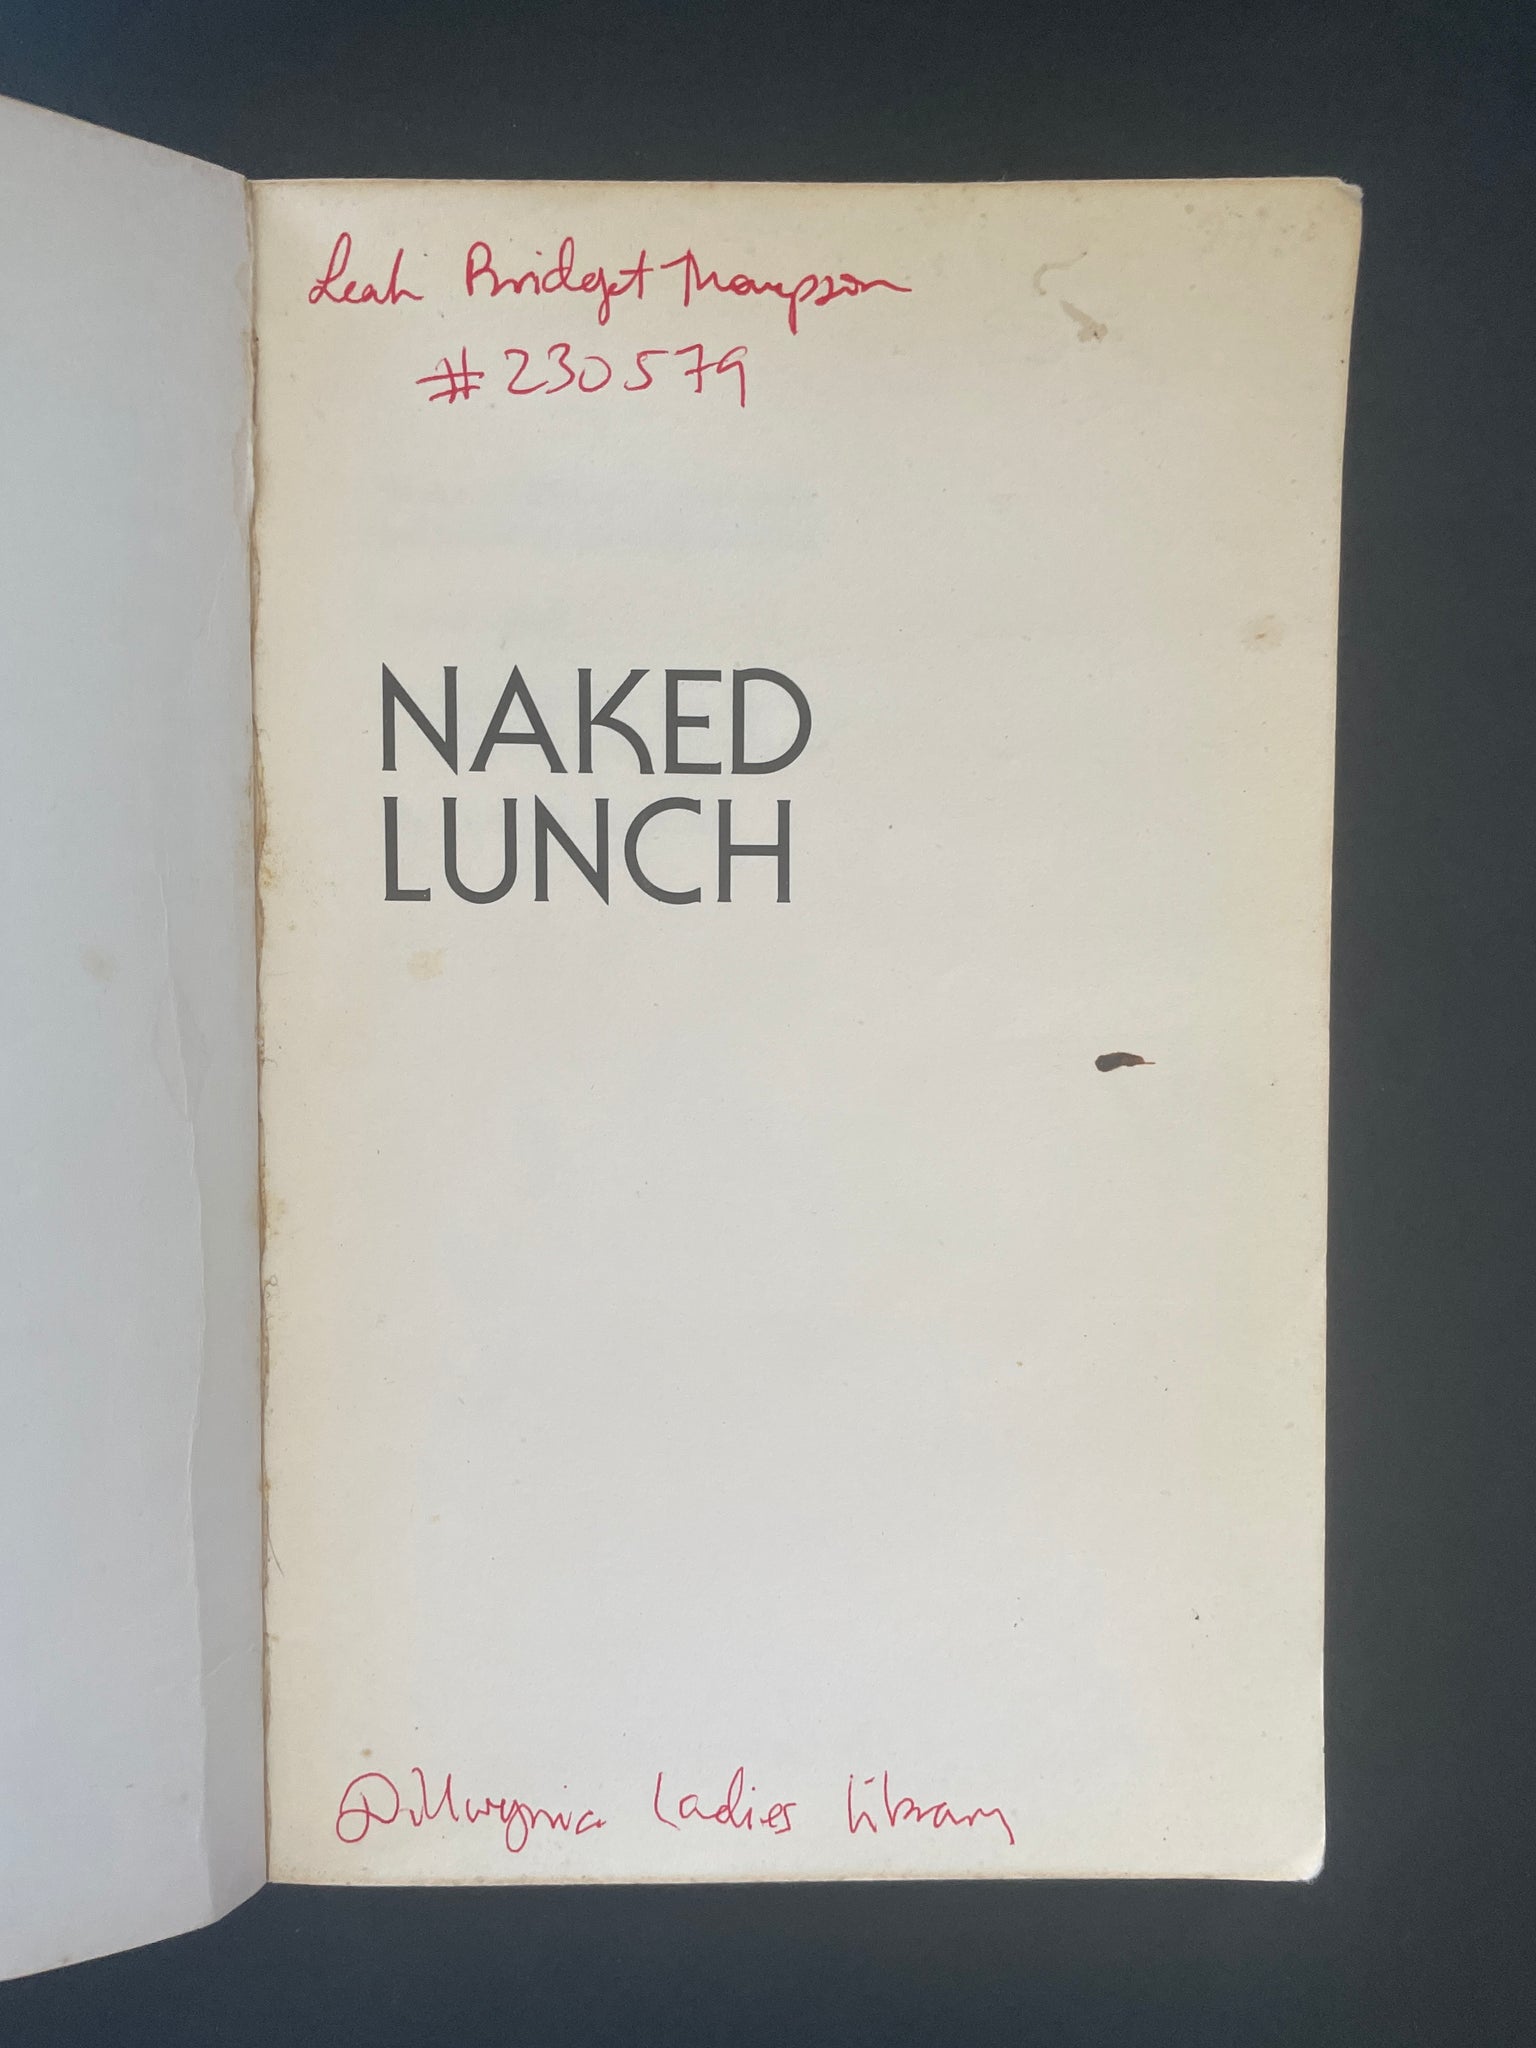 Leah Bridget Thompson
#230579
NAKED
LUNCH
Dillwynia Ladies Library